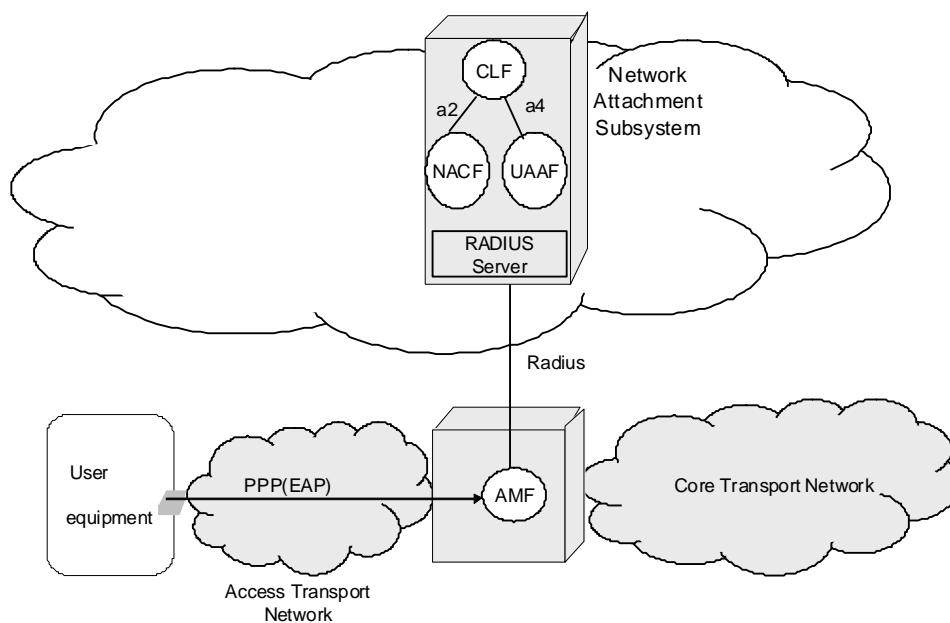 CLF
Network
Attachment
Subsystem
a2
a4
NACF
UAAF
RADIUS
Server
Radius
User
equipment
PPP(EAP)
AMF
Core Transport Network
Access Transport
Network